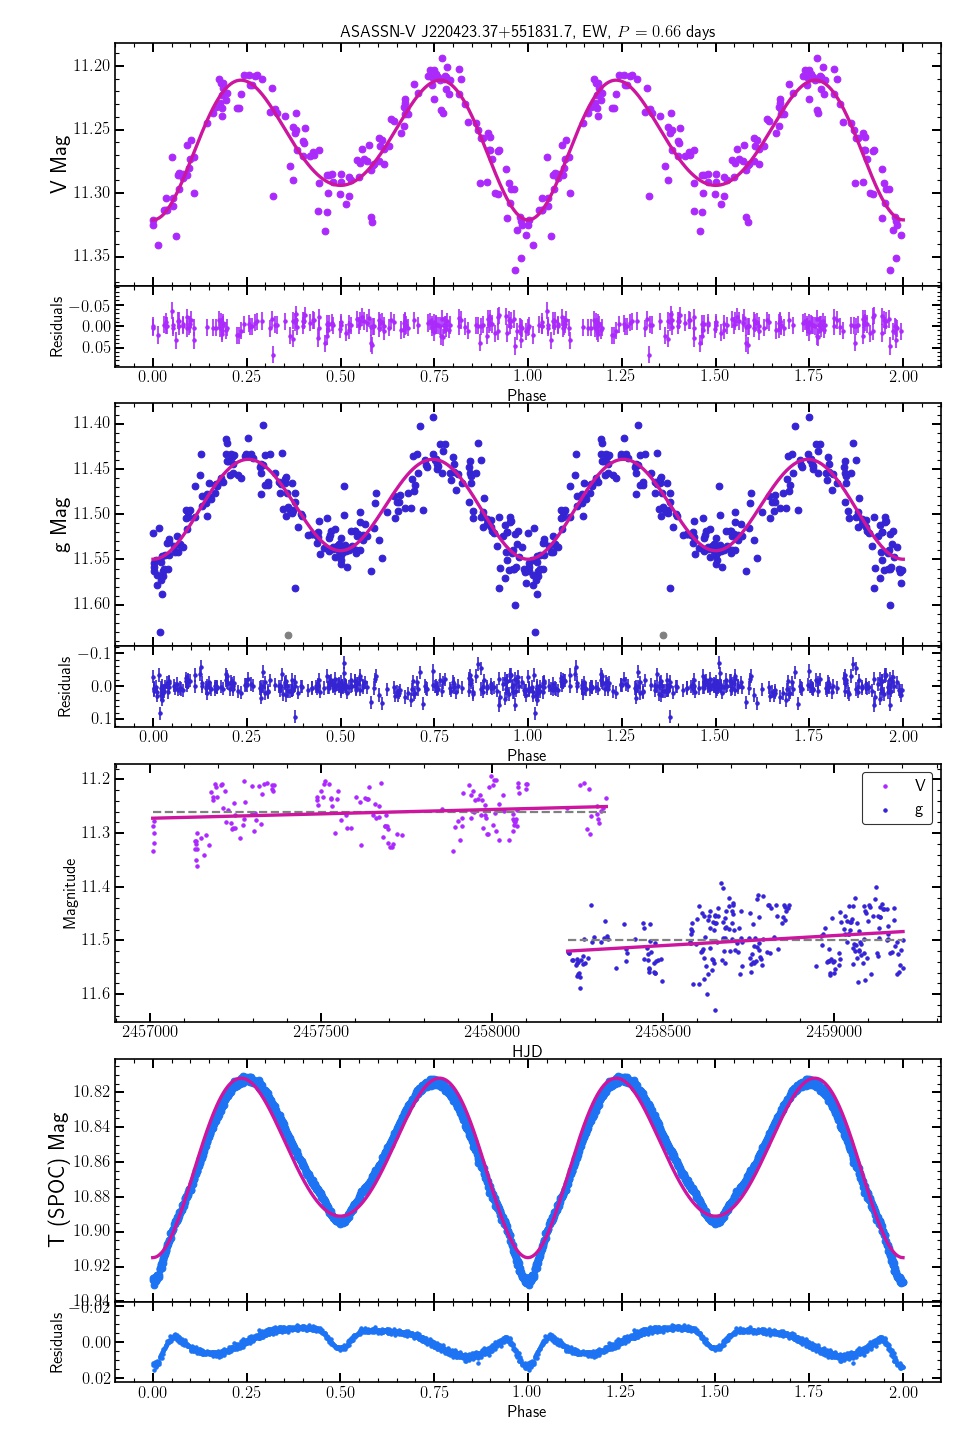 ASASSN-V J220423.37+551831.7, EW, P = 0.66 days
11.20
11.25
11.30
11.35
V Mag
−0.05
0.00
0.05
Residuals
0.00 0.25 0.50 0.75 1.00 1.25 1.50 1.75 2.00
Phase
11.40
11.45
11.50
11.55
11.60
g Mag
−0.1
0.0
0.1
Residuals
0.00 0.25 0.50 0.75 1.00 1.25 1.50 1.75 2.00
Phase
11.2
11.3
11.4
11.5
11.6
Magnitude
V
g
2457000 2457500 2458000 2458500 2459000
HJD
10.82
10.84
10.86
10.88
10.90
10.92
10.94
T (SPOC) Mag
−0.02
0.00
0.02
Residuals
0.00 0.25 0.50 0.75 1.00 1.25 1.50 1.75 2.00
Phase